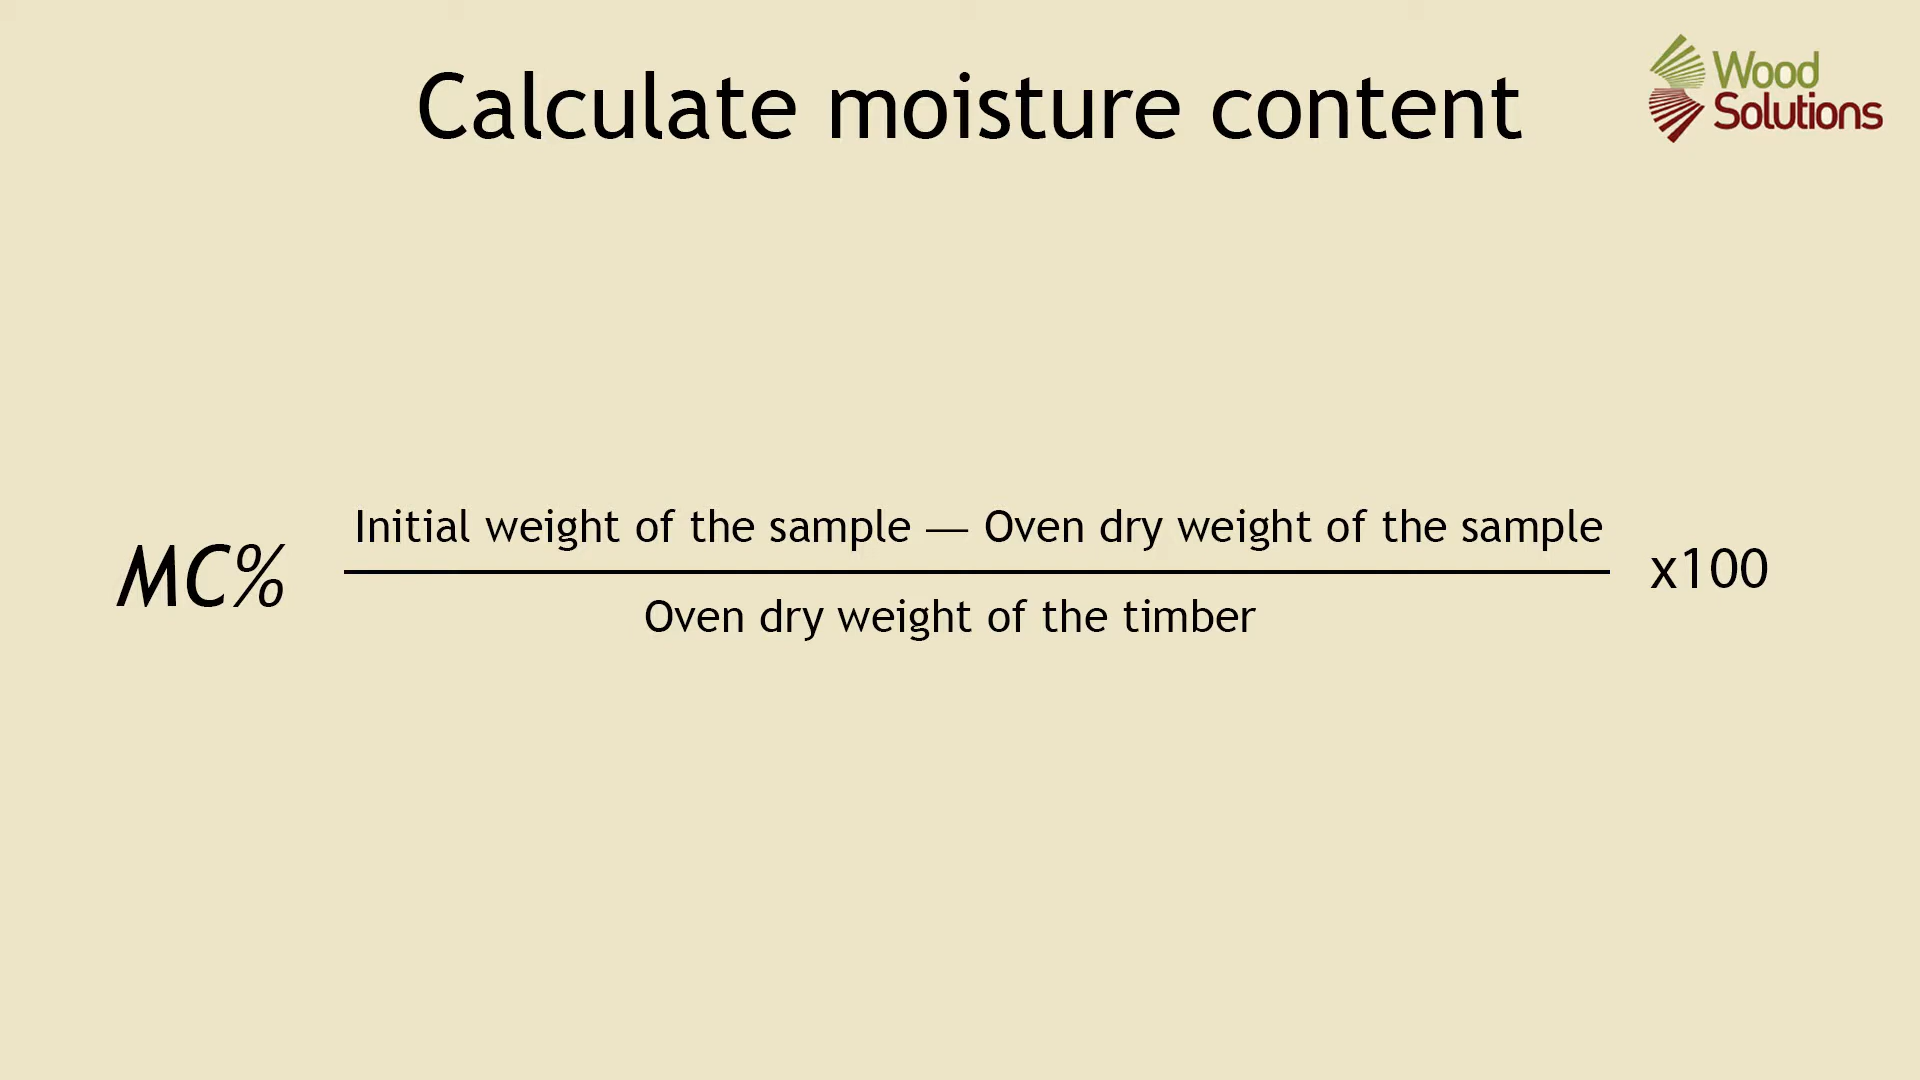 Calculate moisture content
Wood
Solutions
Initial weight of the sample — Oven dry weight of the sample
MC%
x100
Oven dry weight of the timber